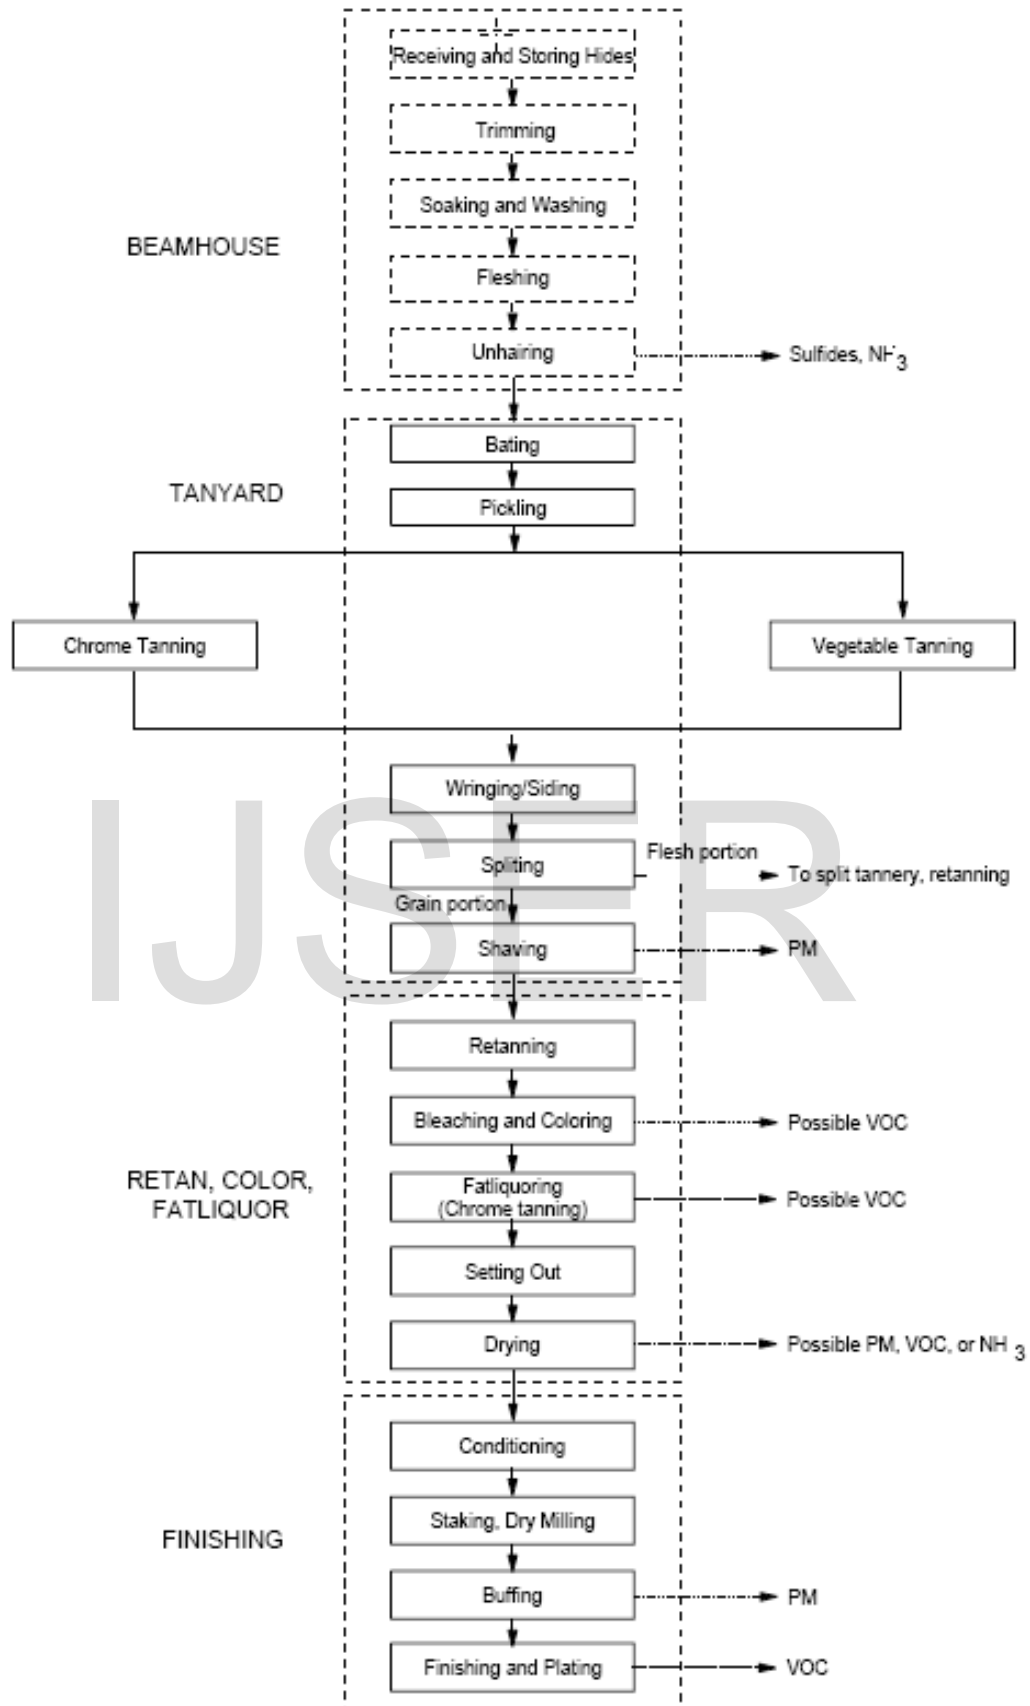 Receiving and Storing Hides
Trimming
Soaking and Washing
BEAMHOUSE
Fleshing
Unhairing
Sulfides, NH3
Bating
TANYARD
Pickling
Chrome Tanning
Vegetable Tanning
Wringing/Siding
Spliting
Flesh portion
To split tannery, retanning
Grain portion
Shaving
PM
IJSER
Retanning
Bleaching and Coloring
Possible VOC
RETAN, COLOR,
FATLIQUOR
Fatliquoring
(Chrome tanning)
Possible VOC
Setting Out
Drying
Possible PM, VOC, or NH 3
Conditioning
Staking, Dry Milling
FINISHING
Buffing
PM
Finishing and Plating
VOC